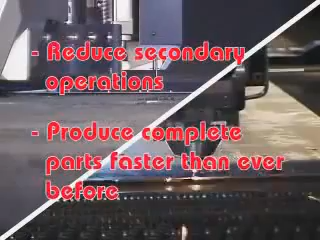 - Reduce secondary
operations
- Produce complete
parts faster than ever
before